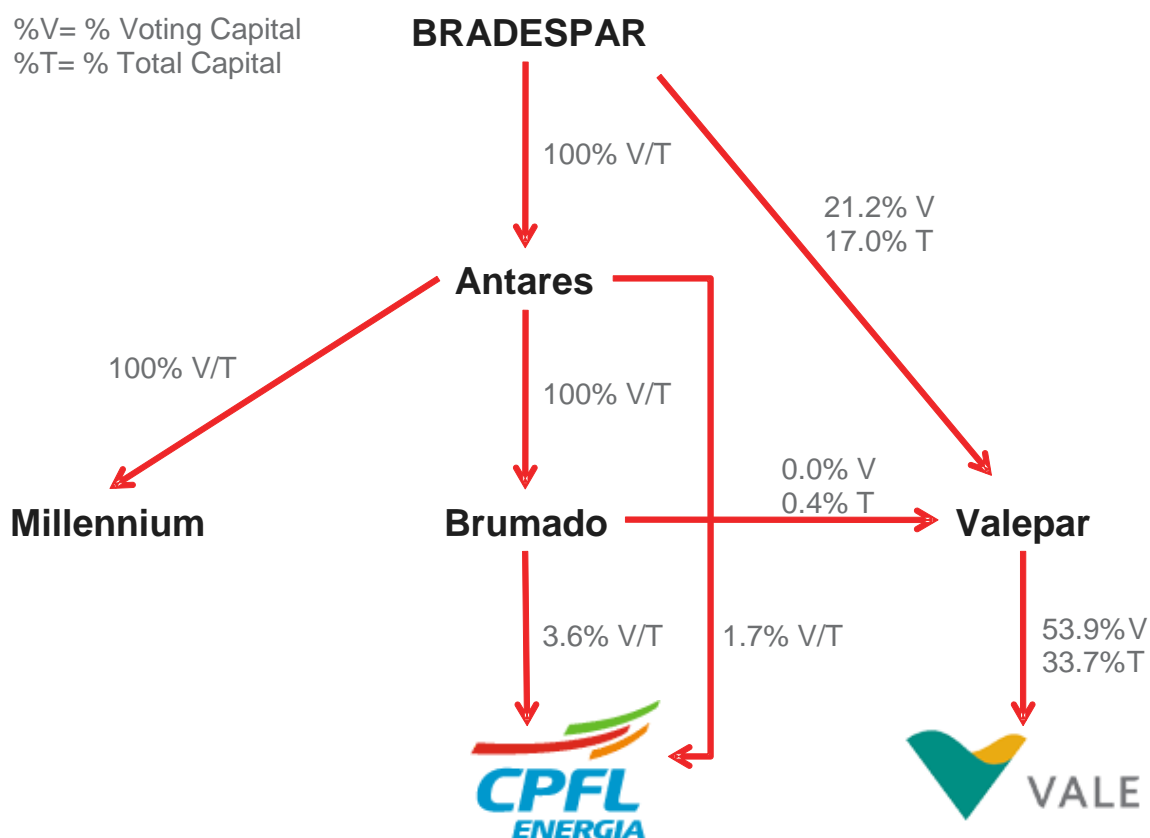 %V= % Voting Capital
%T= % Total Capital
BRADESPAR
100% V/T
21.2% V
17.0% T
Antares
100% V/T
100% V/T
0.0% V
0.4% T
Millennium
Brumado
Valepar
3.6% V/T
1.7% V/T
53.9%V
33.7%T
CPFL
ENERGIA
VALE